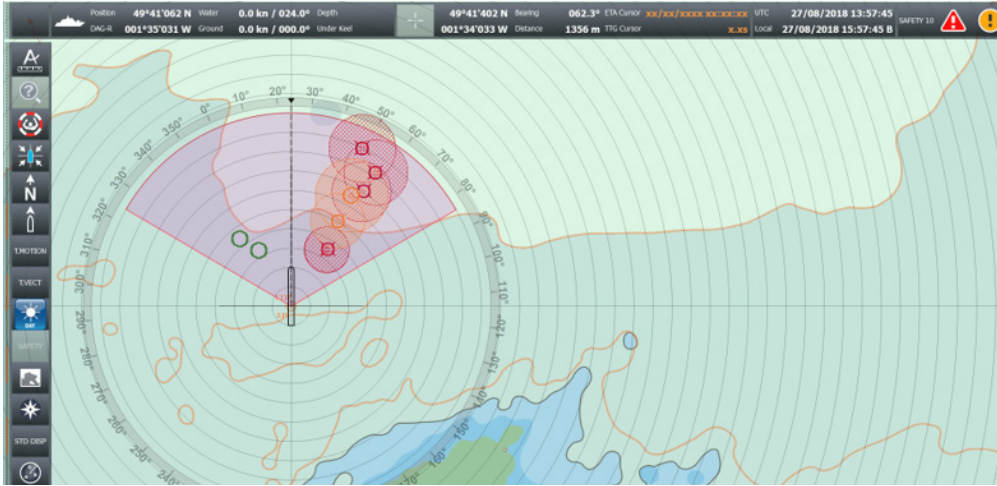 Position 49°41'062 N Water 0.0 kn / 024.0° Depth 49°41'402 N Bearing 062.3° ETA Cursor xx/xx/xxxx xx:xx:xx UTC 27/08/2018 13:57:45 SAFETY 10
DAG-R 001°35'031 W Ground 0.0 kn / 000.0° Under Keel 001°34'033 W Distance 1356 m TTG Cursor x.xs Local 27/08/2018 15:57:45 B
A
?
N
T.MOTION
T.VECT
DAY
SAFETY
STD DISP
0° 10° 20° 30° 40° 50° 60° 70° 80° 90° 100° 110° 120° 130° 140° 150° 160° 170°
240° 260° 270° 280° 290° 300° 310° 320° 330° 340° 350°